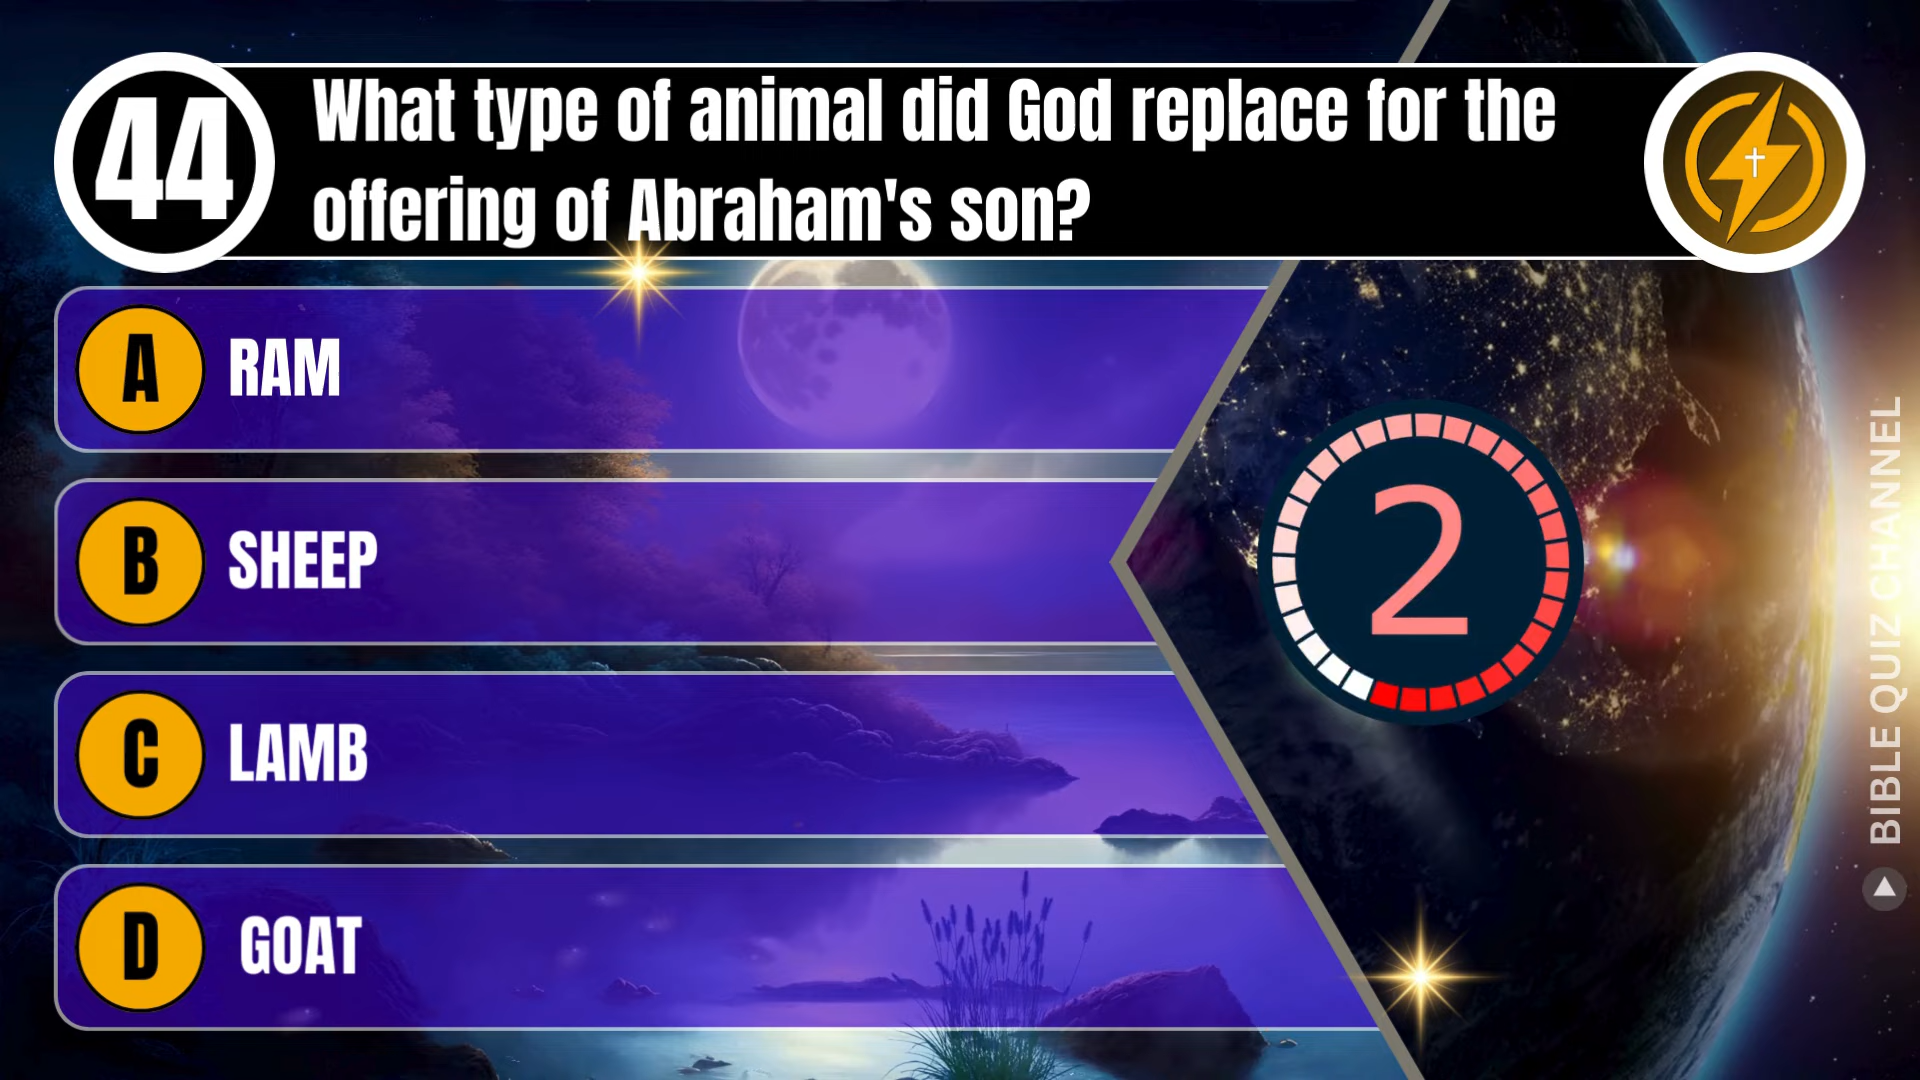 44
What type of animal did God replace for the
offering of Abraham's son?
A
RAM
B
SHEEP
C
LAMB
D
GOAT
2
BIBLE QUIZ CHANNEL